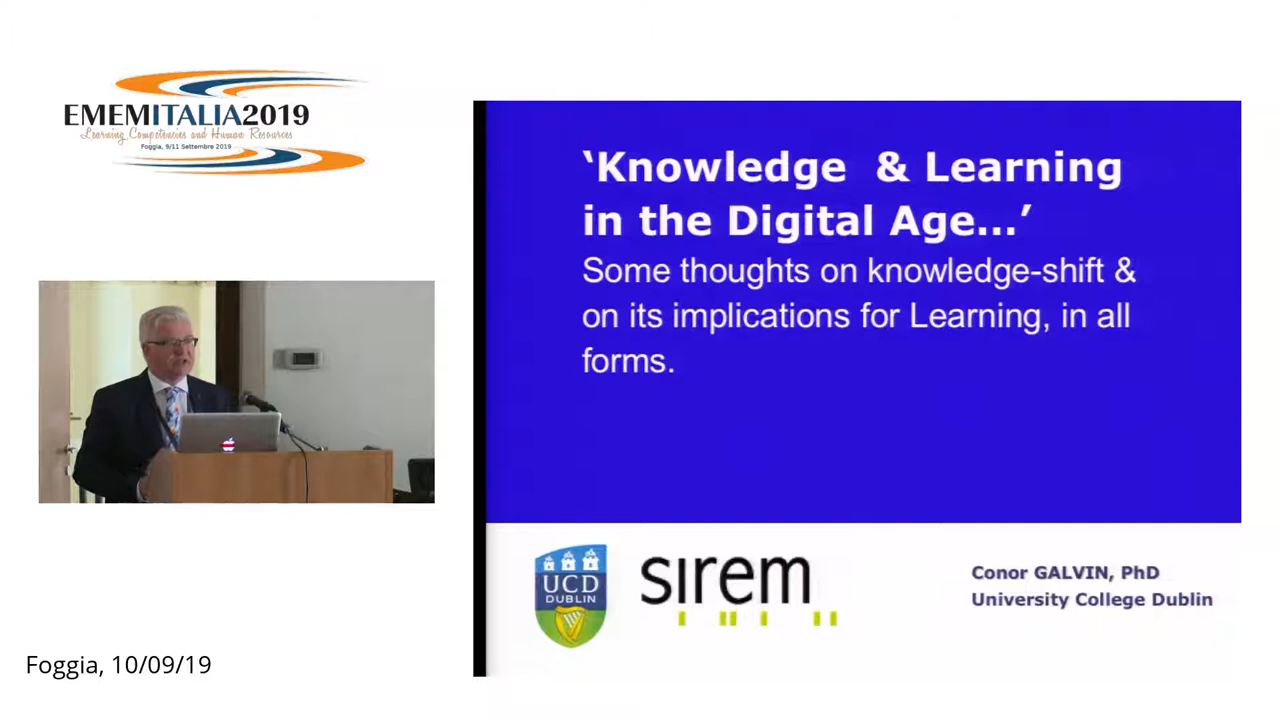 EMEMITALIA2019
Learning Competencies and Human Resources
Foggia, 9/11 Settembre 2019
‘Knowledge & Learning
in the Digital Age...’
Some thoughts on knowledge-shift &
on its implications for Learning, in all
forms.
UCD
DUBLIN
sirem
Conor GALVIN, PhD
University College Dublin
Foggia, 10/09/19